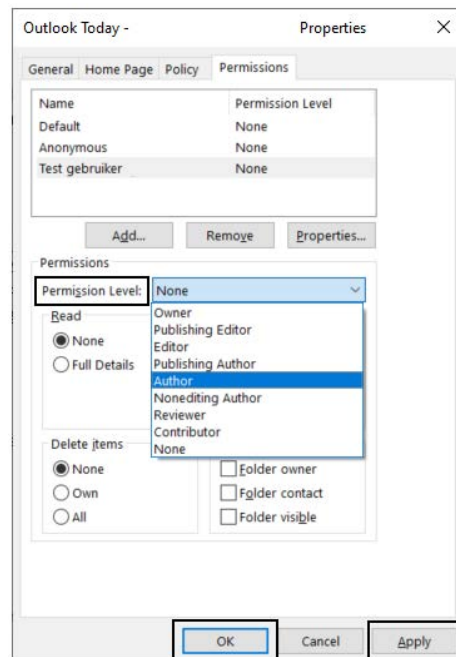 Outlook Today - Properties
General Home Page Policy Permissions
Name Permission Level
Default None
Anonymous None
Test gebruiker None
Add... Remove Properties...
Permissions
Permission Level: None
Read
None
Full Details
Owner
Publishing Editor
Editor
Publishing Author
Author
Nonediting Author
Reviewer
Contributor
None
Delete items
None
Own
All
Folder owner
Folder contact
Folder visible
OK Cancel Apply